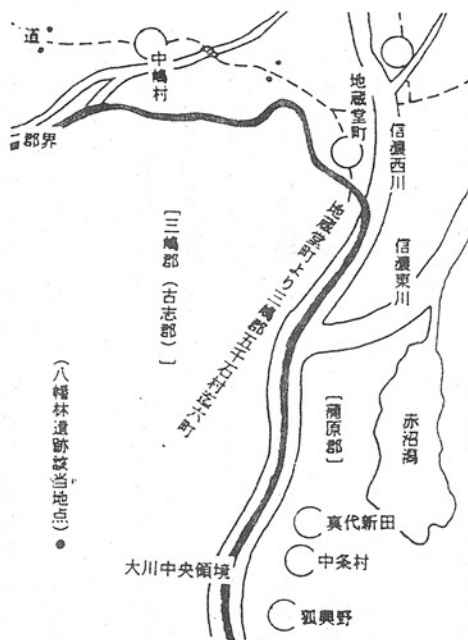 道
中嶋村
郡界
地蔵堂町
信濃西川
信濃東川
地蔵堂町より三嶋郡五千石村迄六町
［三嶋郡（古志郡）］
［蒲原郡］
赤沼潟
（八幡林遺跡該当地点）
真代新田
中条村
大川中央領境
狐興野